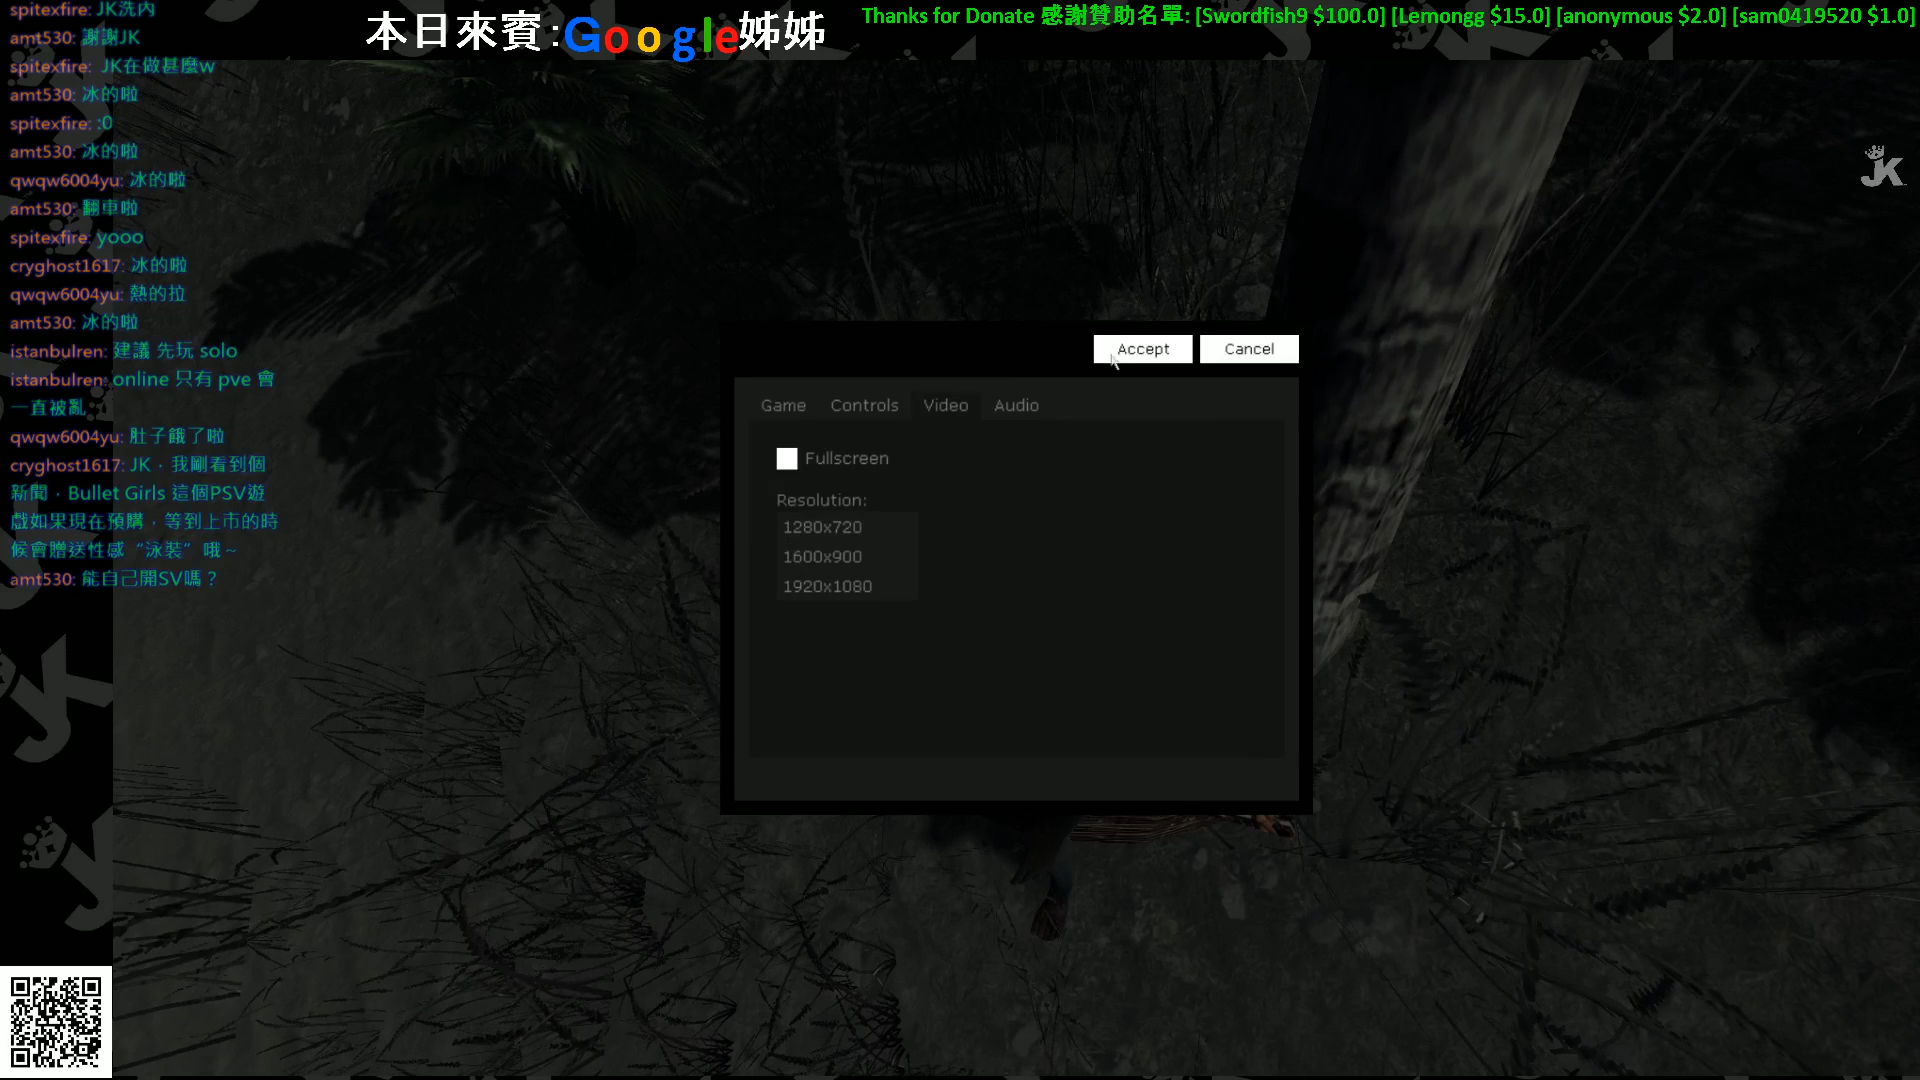 spitexfire: JK洗內
amt530: 謝謝JK
spitexfire: JK在做甚麼w
amt530: 冰的啦
spitexfire: :0
amt530: 冰的啦
qwqw6004yu: 冰的啦
amt530: 翻車啦
spitexfire: yooo
cryghost1617: 冰的啦
qwqw6004yu: 熱的拉
amt530: 冰的啦
istanbulren: 建議 先玩 solo
istanbulren: online 只有 pve 會
一直被亂
qwqw6004yu: 肚子餓了啦
cryghost1617: JK，我剛看到個
新聞，Bullet Girls 這個PSV遊
戲如果現在預購，等到上市的時
候會贈送性感“泳裝”哦～
amt530: 能自己開SV嗎？
本日來賓:Google姊姊
Thanks for Donate 感謝贊助名單: [Swordfish9 $100.0] [Lemongg $15.0] [anonymous $2.0] [sam0419520 $1.0]
JK
Accept Cancel
Game Controls Video Audio
Fullscreen
Resolution:
1280x720
1600x900
1920x1080